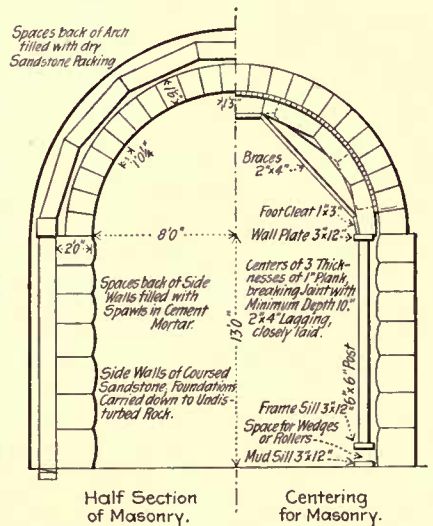 Spaces back of Arch
filled with dry
Sandstone Packing
1'3"
Braces
2"x4"
1'0¼"
Foot Cleat 1"x3"
Wall Plate 3"x12"
2'0"
8'0"
Spaces back of Side
Walls filled with
Spawls in Cement
Mortar.
Centers of 3 Thick-
nesses of 1" Plank,
breaking Joint with
Minimum Depth 10."
2"x4" Lagging,
closely laid.
13'0"
6"x6" Post
Side Walls of Coursed
Sandstone, Foundation
Carried down to Undis-
turbed Rock.
Frame Sill 3"x12"
Space for Wedges
or Rollers
Mud Sill 3"x12"
Half Section
of Masonry.
Centering
for Masonry.